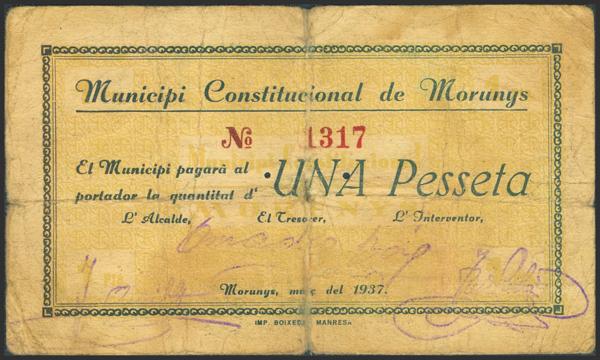 Municipi Constitucional de Morunys
Nº 1317
El Municipi pagarà al
portador la quantitat d' ·UNA· Pesseta
L'Alcalde, El Tresorer, L'Interventor,
Morunys, maig del 1937.
IMP. BOIXEDA MANRESA